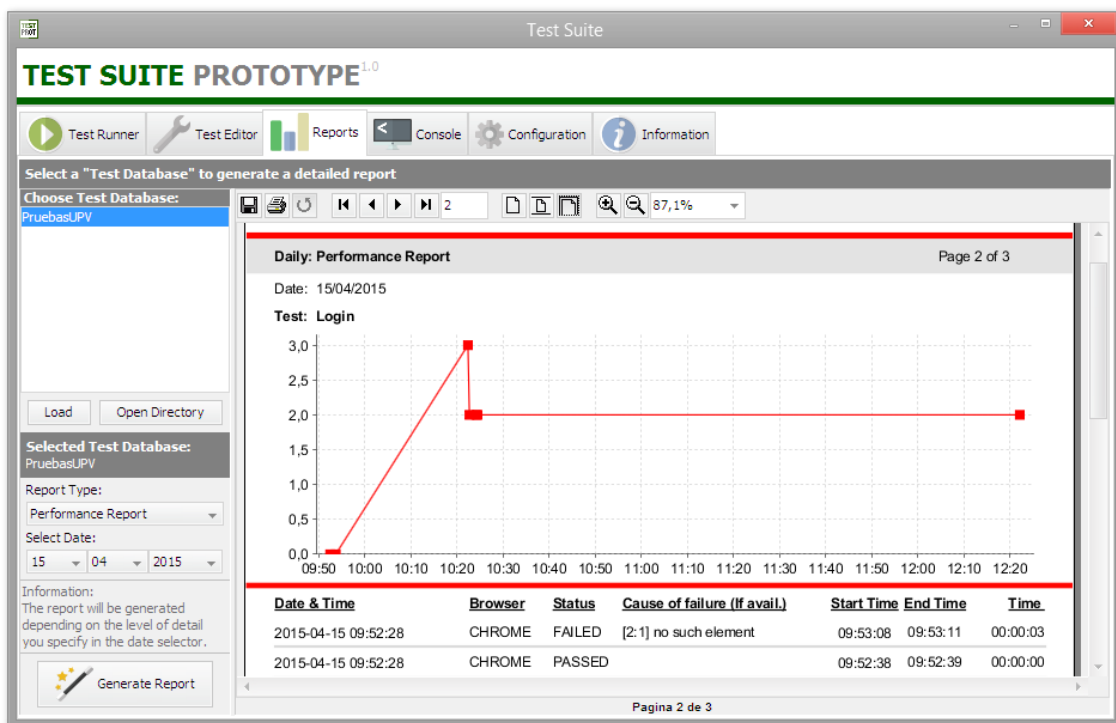 TEST PROT
Test Suite
TEST SUITE PROTOTYPE 1.0
Test Runner Test Editor Reports Console Configuration Information
Select a "Test Database" to generate a detailed report
Choose Test Database:
PruebasUPV
Load Open Directory
Selected Test Database:
PruebasUPV
Report Type:
Performance Report
Select Date:
15 04 2015
Information:
The report will be generated
depending on the level of detail
you specify in the date selector.
Generate Report
2 87,1%
Daily: Performance Report Page 2 of 3
Date: 15/04/2015
Test: Login
3,0
2,5
2,0
1,5
1,0
0,5
0,0
09:50 10:00 10:10 10:20 10:30 10:40 10:50 11:00 11:10 11:20 11:30 11:40 11:50 12:00 12:10 12:20
Date & Time Browser Status Cause of failure (If avail.) Start Time End Time Time
2015-04-15 09:52:28 CHROME FAILED [2:1] no such element 09:53:08 09:53:11 00:00:03
2015-04-15 09:52:28 CHROME PASSED 09:52:38 09:52:39 00:00:00
Pagina 2 de 3